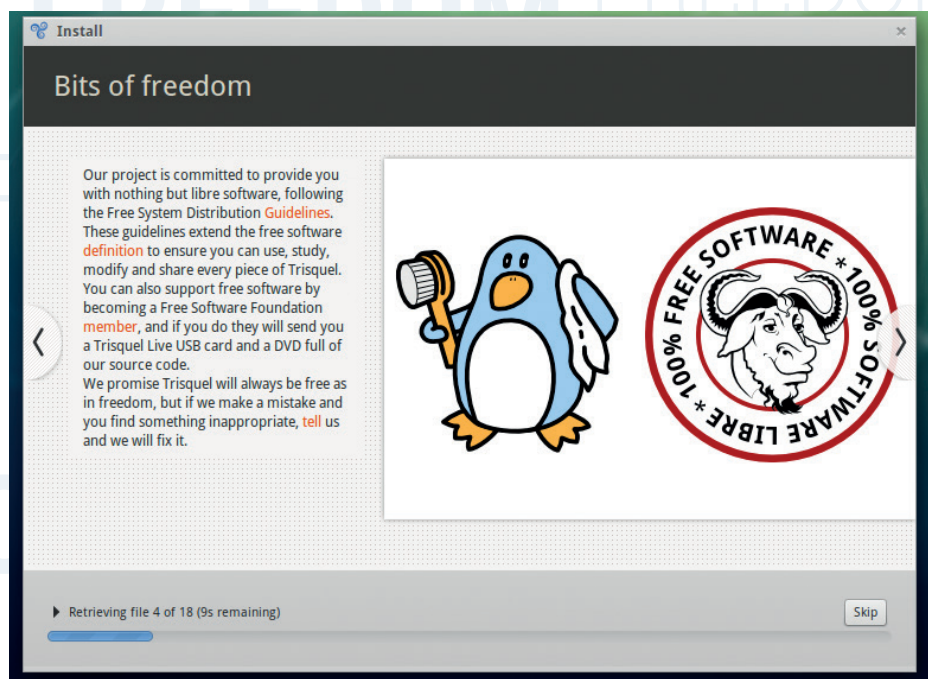 Install
Bits of freedom
Our project is committed to provide you
with nothing but libre software, following
the Free System Distribution Guidelines.
These guidelines extend the free software
definition to ensure you can use, study,
modify and share every piece of Trisquel.
You can also support free software by
becoming a Free Software Foundation
member, and if you do they will send you
a Trisquel Live USB card and a DVD full of
our source code.
We promise Trisquel will always be free as
in freedom, but if we make a mistake and
you find something inappropriate, tell us
and we will fix it.
* 100% FREE SOFTWARE * 100% SOFTWARE LIBRE
Retrieving file 4 of 18 (9s remaining)
Skip